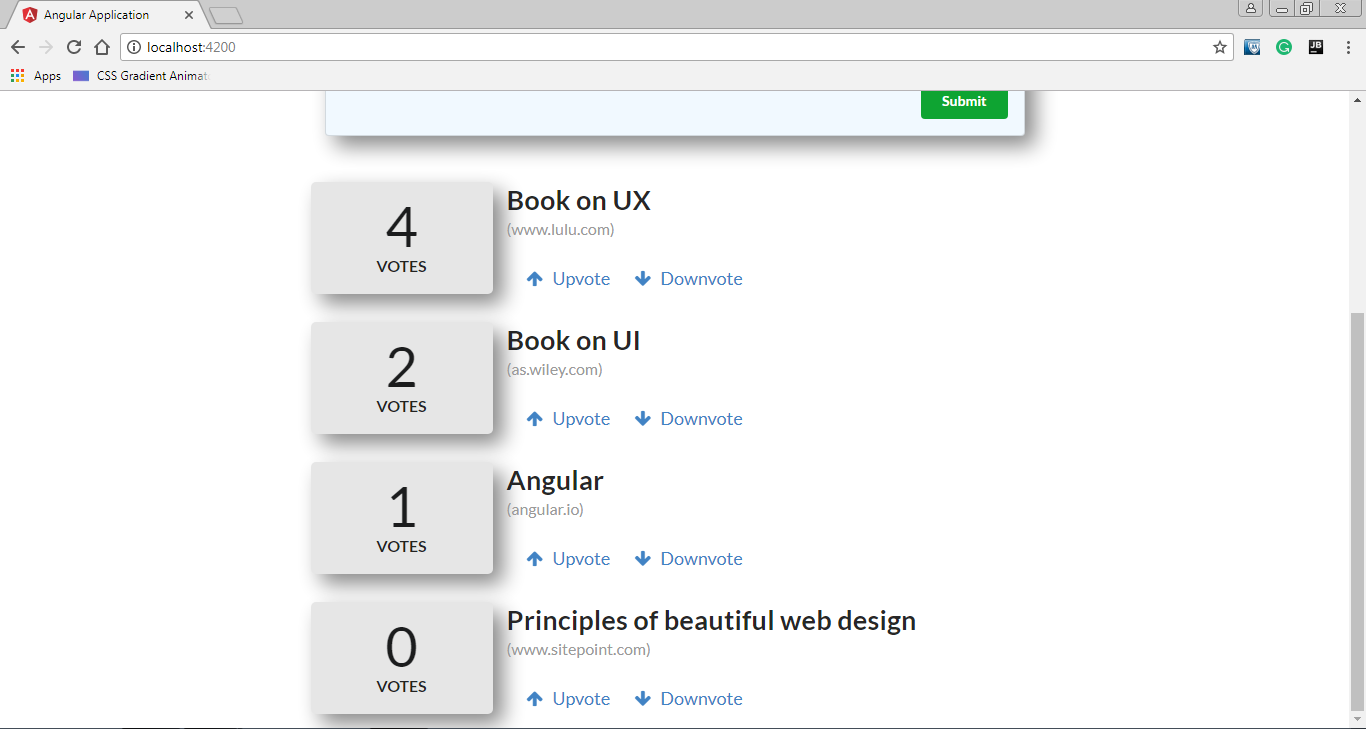 Angular Application
localhost:4200
Apps CSS Gradient Animat
Submit
4
VOTES
Book on UX
(www.lulu.com)
Upvote Downvote
2
VOTES
Book on UI
(as.wiley.com)
Upvote Downvote
1
VOTES
Angular
(angular.io)
Upvote Downvote
0
VOTES
Principles of beautiful web design
(www.sitepoint.com)
Upvote Downvote